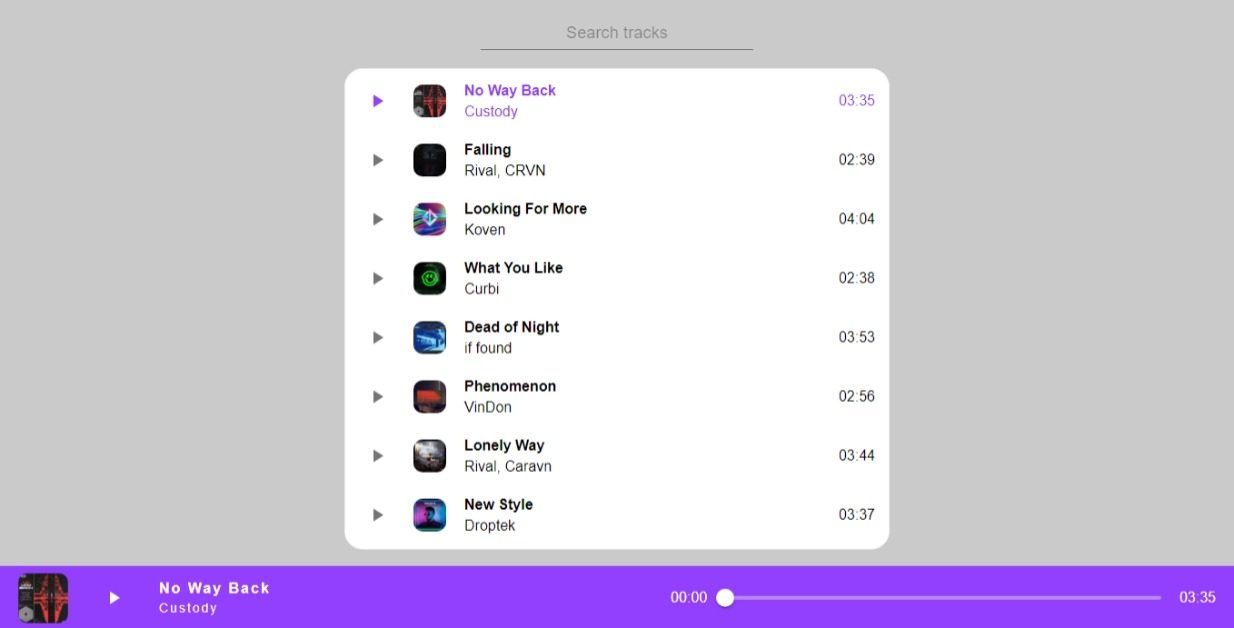 Search tracks
No Way Back
Custody
03:35
Falling
Rival, CRVN
02:39
Looking For More
Koven
04:04
What You Like
Curbi
02:38
Dead of Night
if found
03:53
Phenomenon
VinDon
02:56
Lonely Way
Rival, Caravn
03:44
New Style
Droptek
03:37
No Way Back
Custody
00:00
03:35